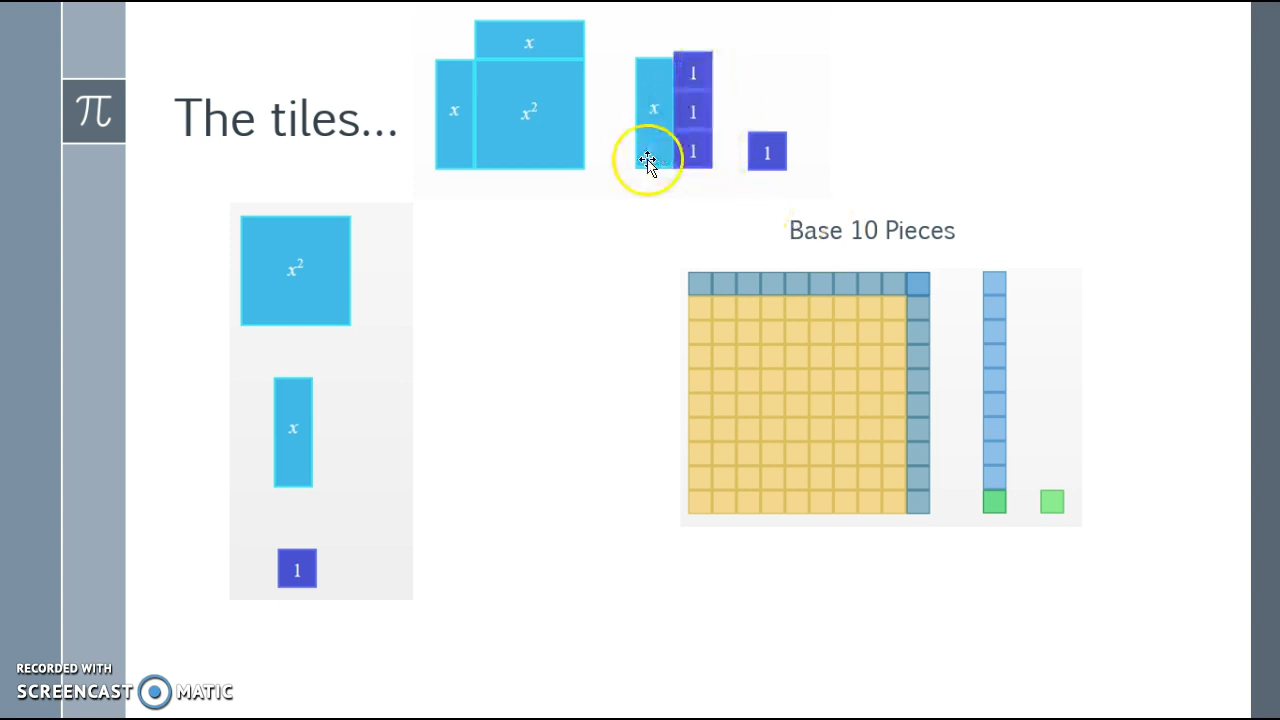 π
The tiles...
x
x
x²
x
1
1
1
1
Base 10 Pieces
x²
x
1
RECORDED WITH
SCREENCAST MATIC